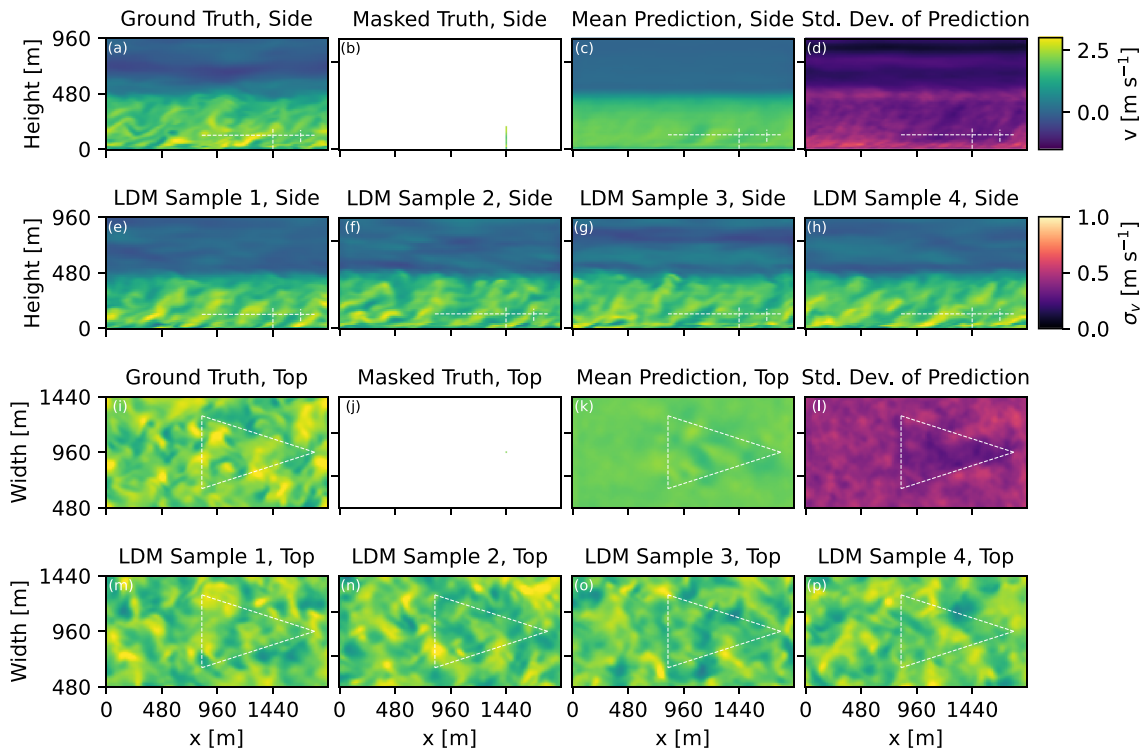 Ground Truth, Side Masked Truth, Side Mean Prediction, Side Std. Dev. of Prediction
Height [m] 960 480 0 (a) (b) (c) (d) 2.5 0.0 v [m s⁻¹]
LDM Sample 1, Side LDM Sample 2, Side LDM Sample 3, Side LDM Sample 4, Side
Height [m] 960 480 0 (e) (f) (g) (h) 1.0 0.5 0.0 σᵥ [m s⁻¹]
Ground Truth, Top Masked Truth, Top Mean Prediction, Top Std. Dev. of Prediction
Width [m] 1440 960 480 (i) (j) (k) (l)
LDM Sample 1, Top LDM Sample 2, Top LDM Sample 3, Top LDM Sample 4, Top
Width [m] 1440 960 480 (m) (n) (o) (p)
0 480 960 1440 0 480 960 1440 0 480 960 1440 0 480 960 1440
x [m] x [m] x [m] x [m]